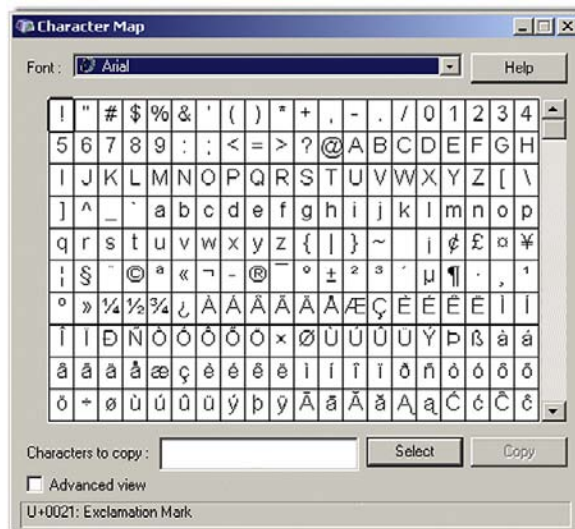 Character Map
Font : Arial Help
! " # $ % & ' ( ) * + , - . / 0 1 2 3 4
5 6 7 8 9 : ; < = > ? @ A B C D E F G H
I J K L M N O P Q R S T U V W X Y Z [ \
] ^ _ ` a b c d e f g h i j k l m n o p
q r s t u v w x y z { | } ~ ¡ ¢ £ ¤ ¥
¦ § ¨ © ª « ¬ - ® ¯ ° ± ² ³ ´ µ ¶ · ¸ ¹
º » ¼ ½ ¾ ¿ À Á Â Ã Ä Å Æ Ç È É Ê Ë Ì Í
Î Ï Ð Ñ Ò Ó Ô Õ Ö × Ø Ù Ú Û Ü Ý Þ ß à á
â ã ä å æ ç è é ê ë ì í î ï ð ñ ò ó ô õ
ö ÷ ø ù ú û ü ý þ ÿ Ā ā Ă ă Ą ą Ć ć Ĉ ĉ
Characters to copy : Select Copy
Advanced view
U+0021: Exclamation Mark